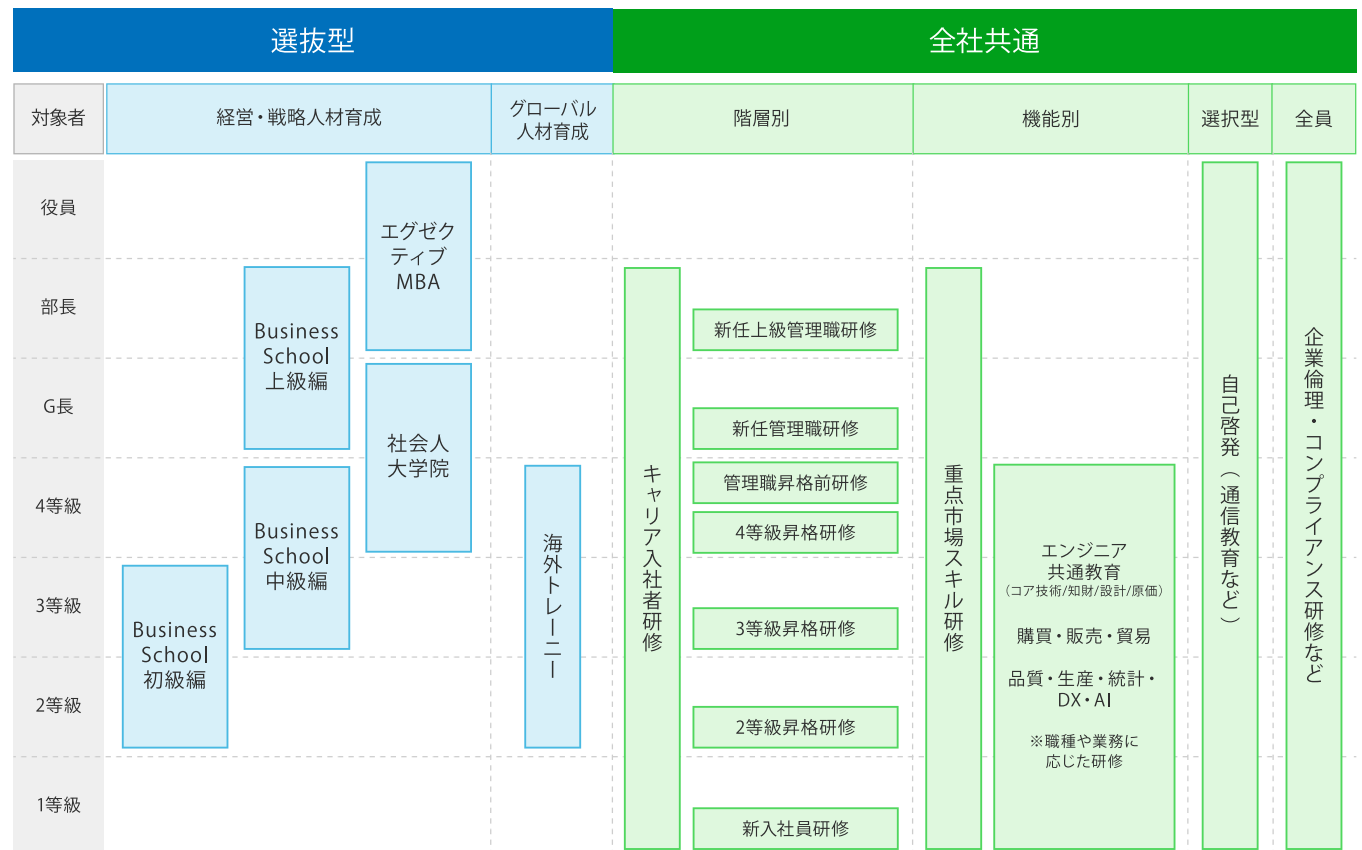 選抜型
全社共通
対象者
経営・戦略人材育成
グローバル
人材育成
階層別
機能別
選択型
全員
役員
部長
G長
4等級
3等級
2等級
1等級
エグゼク
ティブ
MBA
Business
School
上級編
社会人
大学院
Business
School
中級編
Business
School
初級編
海外トレーニー
キャリア入社者研修
新任上級管理職研修
新任管理職研修
管理職昇格前研修
4等級昇格研修
3等級昇格研修
2等級昇格研修
新入社員研修
重点市場スキル研修
エンジニア
共通教育
(コア技術/知財/設計/原価)
購買・販売・貿易
品質・生産・統計・
DX・AI
※職種や業務に
応じた研修
自己啓発（通信教育など）
企業倫理・コンプライアンス研修など